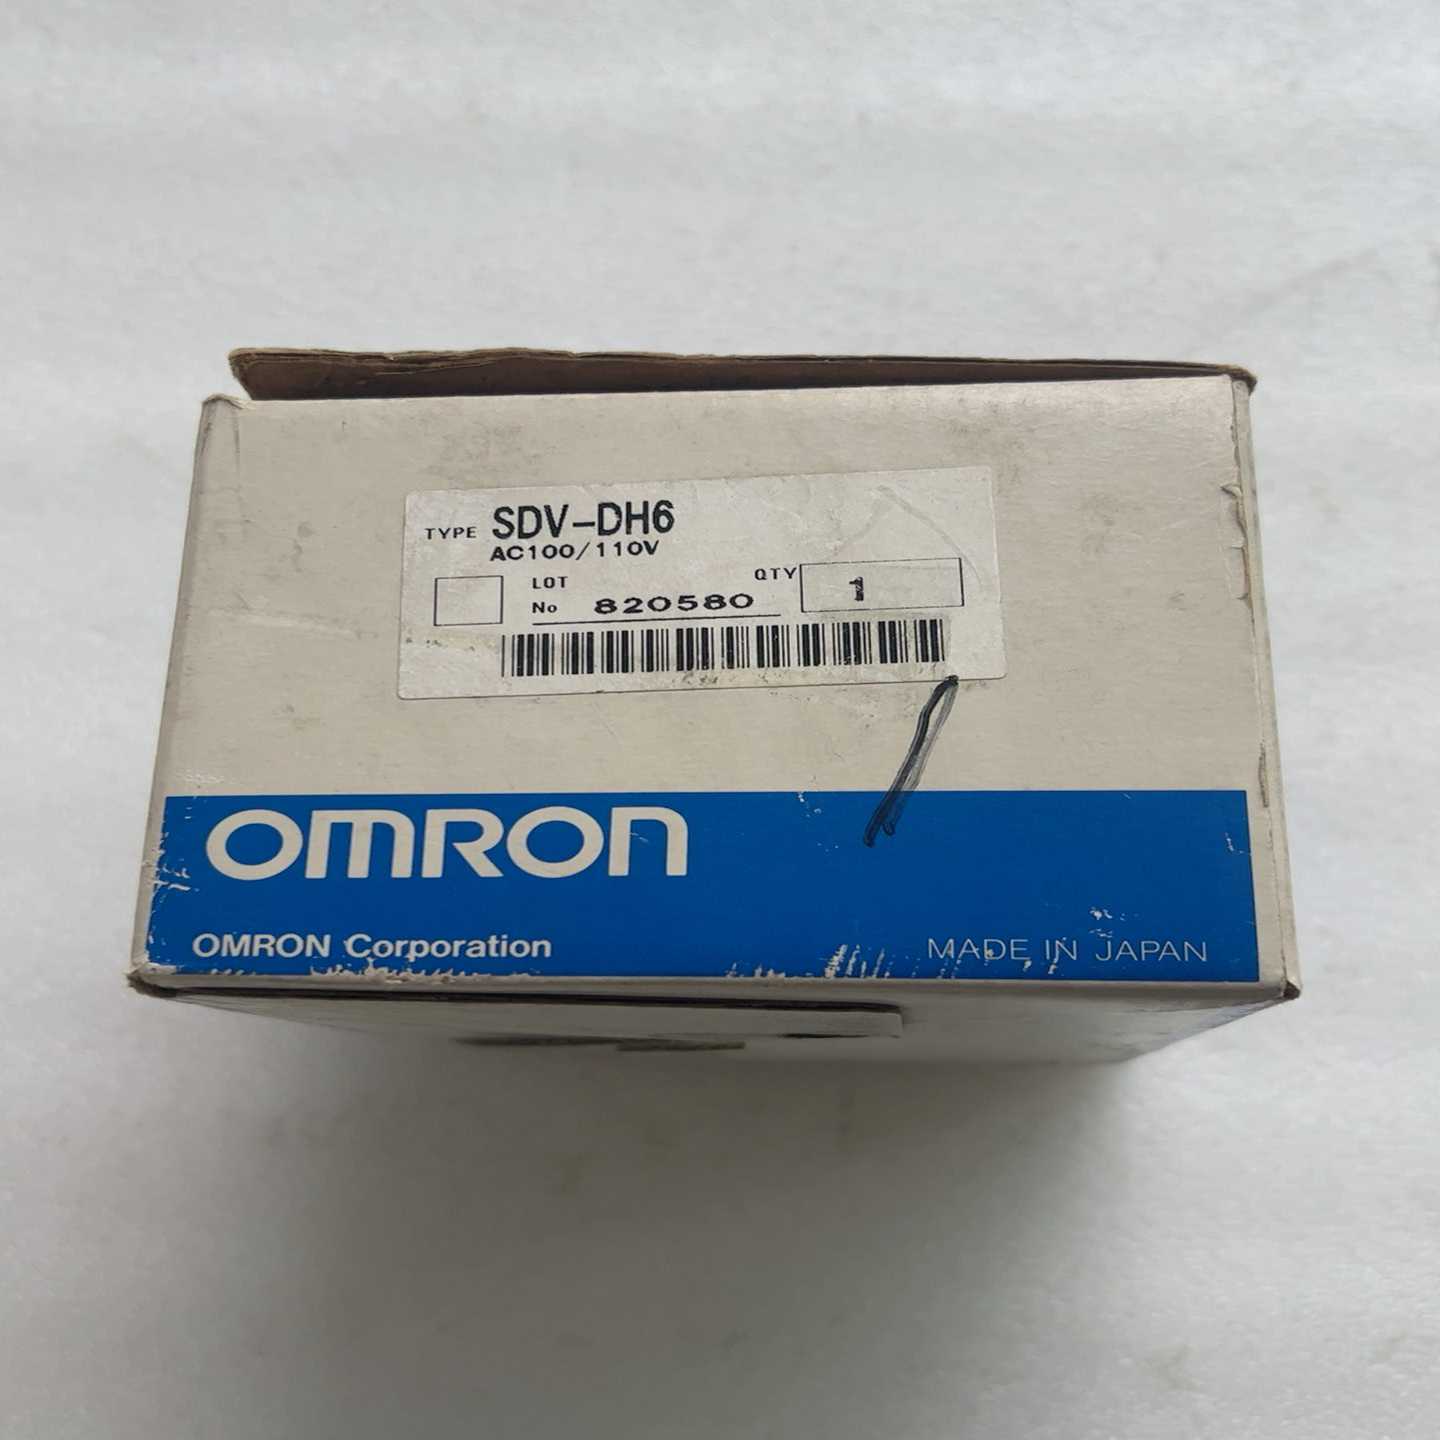 TYPE SDV-DH6
AC100/110V
LOT
No 820580
QTY 1
OMRON
OMRON Corporation
MADE IN JAPAN